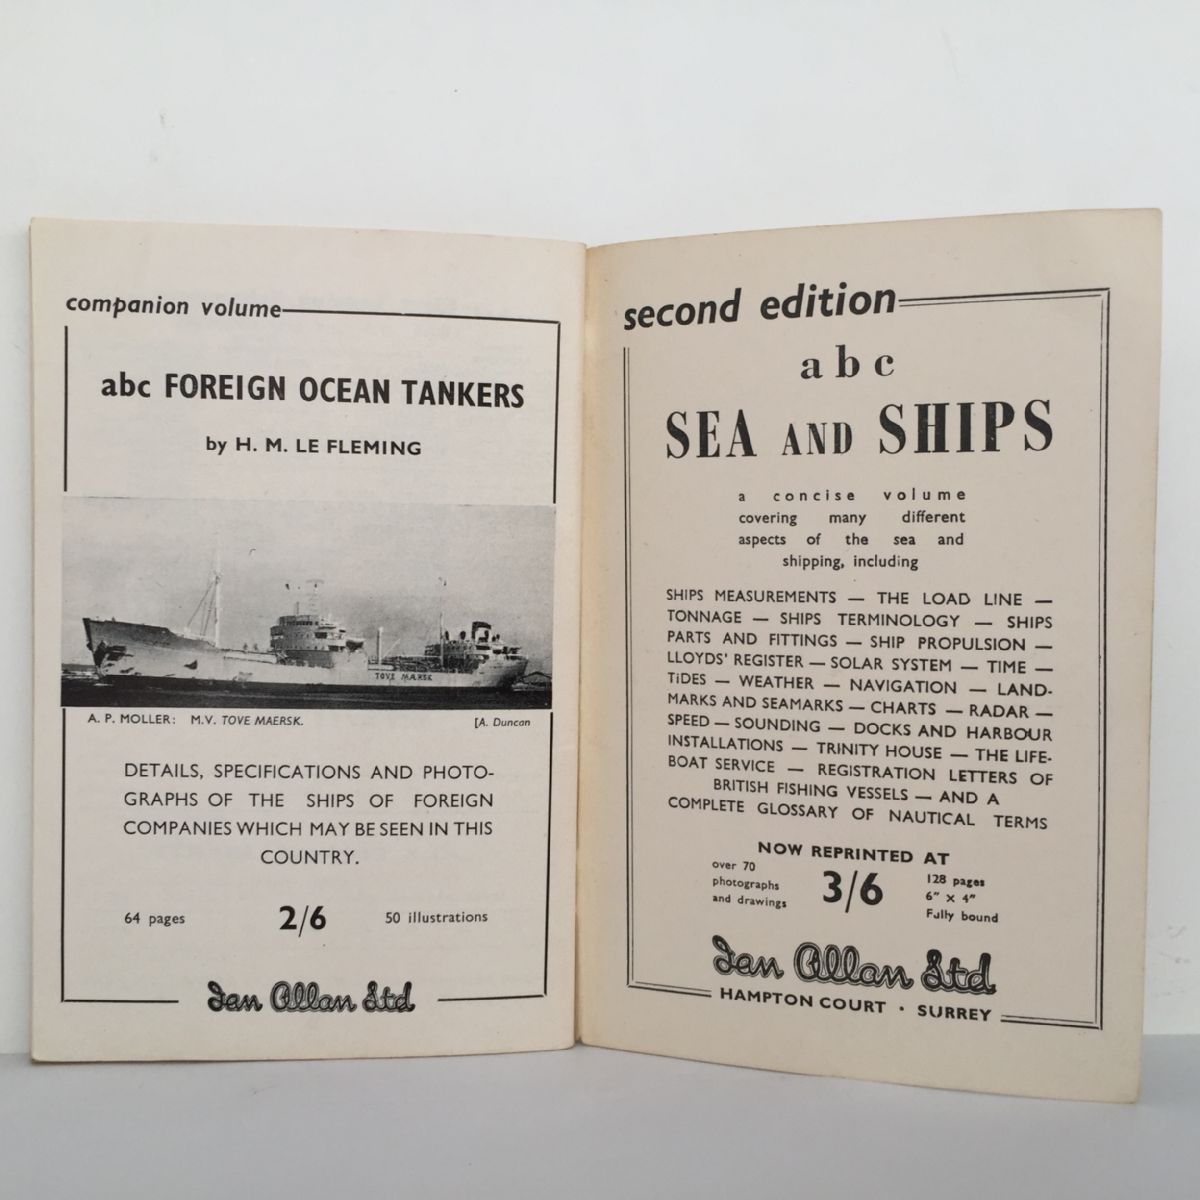 companion volume
abc FOREIGN OCEAN TANKERS
by H. M. LE FLEMING
TOVE MÆRSK
A. P. MOLLER: M.V. TOVE MAERSK.
[A. Duncan
DETAILS, SPECIFICATIONS AND PHOTO-
GRAPHS OF THE SHIPS OF FOREIGN
COMPANIES WHICH MAY BE SEEN IN THIS
COUNTRY.
64 pages
2/6
50 illustrations
Ian Allan Ltd
second edition
abc
SEA AND SHIPS
a concise volume
covering many different
aspects of the sea and
shipping, including
SHIPS MEASUREMENTS — THE LOAD LINE —
TONNAGE — SHIPS TERMINOLOGY — SHIPS
PARTS AND FITTINGS — SHIP PROPULSION —
LLOYDS' REGISTER — SOLAR SYSTEM — TIME —
TiDES — WEATHER — NAVIGATION — LAND-
MARKS AND SEAMARKS — CHARTS — RADAR —
SPEED — SOUNDING — DOCKS AND HARBOUR
INSTALLATIONS — TRINITY HOUSE — THE LIFE-
BOAT SERVICE — REGISTRATION LETTERS OF
BRITISH FISHING VESSELS — AND A
COMPLETE GLOSSARY OF NAUTICAL TERMS
NOW REPRINTED AT
over 70
photographs
and drawings
3/6
128 pages
6" × 4"
Fully bound
Ian Allan Ltd
HAMPTON COURT · SURREY